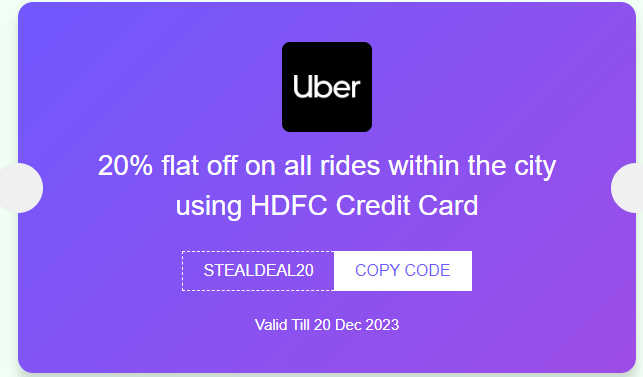 Uber
20% flat off on all rides within the city
using HDFC Credit Card
STEALDEAL20 COPY CODE
Valid Till 20 Dec 2023